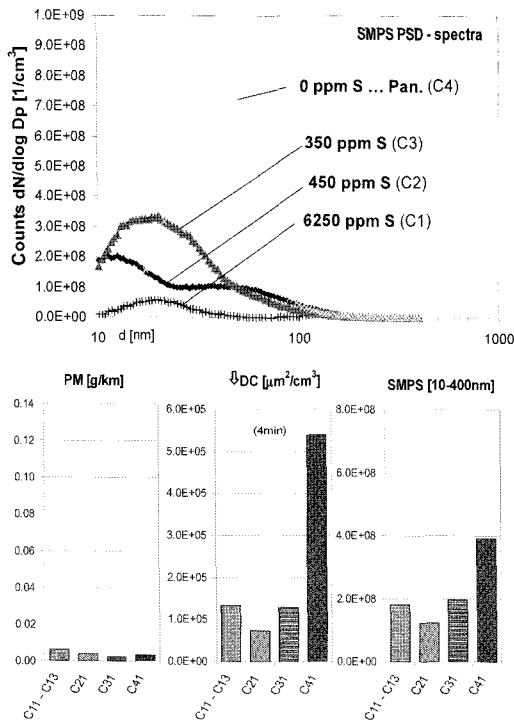 SMPS PSD - spectra
Counts dN/dlog Dp [1/cm³]
1.0E+09
9.0E+08
8.0E+08
7.0E+08
6.0E+08
5.0E+08
4.0E+08
3.0E+08
2.0E+08
1.0E+08
0.0E+00
0 ppm S ... Pan. (C4)
350 ppm S (C3)
450 ppm S (C2)
6250 ppm S (C1)
10 d [nm] 100 1000
PM [g/km]
0.14
0.12
0.10
0.08
0.06
0.04
0.02
0.00
C11 - C13 C21 C31 C41
⇩DC [µm²/cm³]
(4min)
6.0E+05
5.0E+05
4.0E+05
3.0E+05
2.0E+05
1.0E+05
0.0E+00
C11 - C13 C21 C31 C41
SMPS [10-400nm]
8.0E+08
6.0E+08
4.0E+08
2.0E+08
0.0E+00
C11 - C13 C21 C31 C41